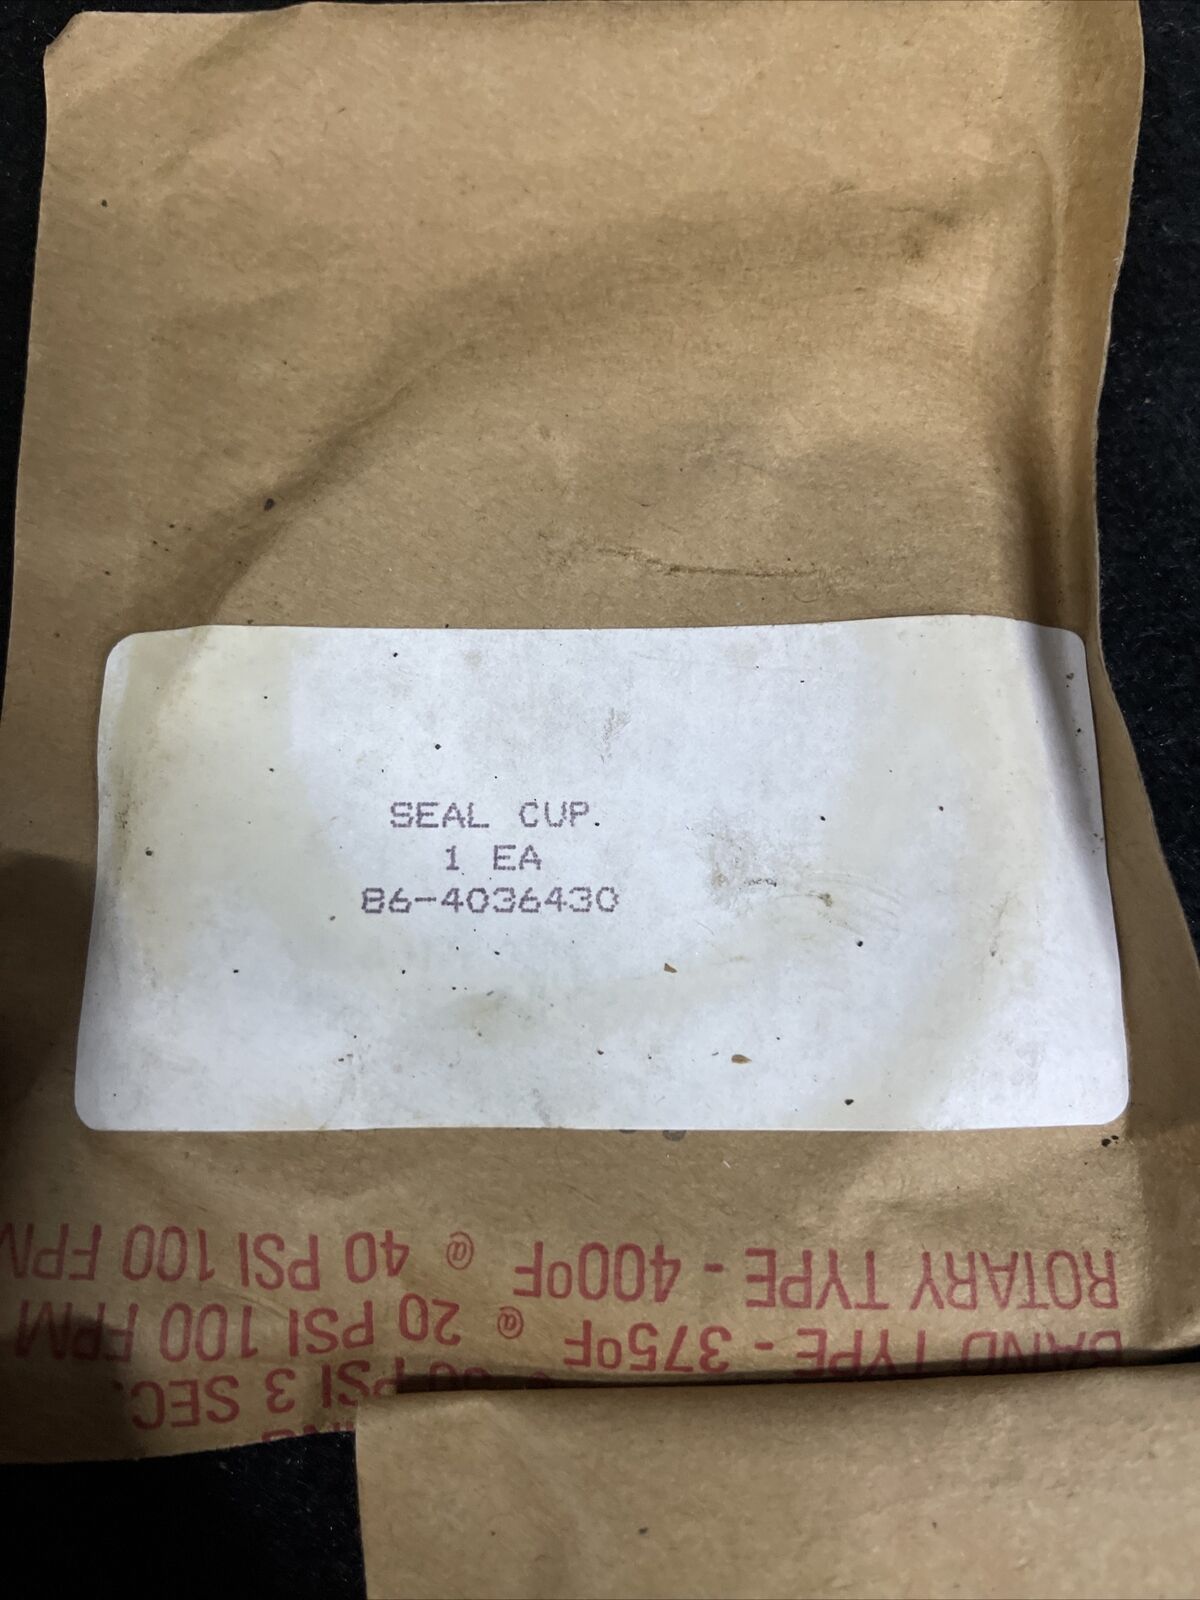 SEAL CUP.
1 EA
86-4036430
PSI 3 SEC.
BAND TYPE - 375ºF @ 20 PSI 100 FPM
ROTARY TYPE - 400ºF @ 40 PSI 100 FPM